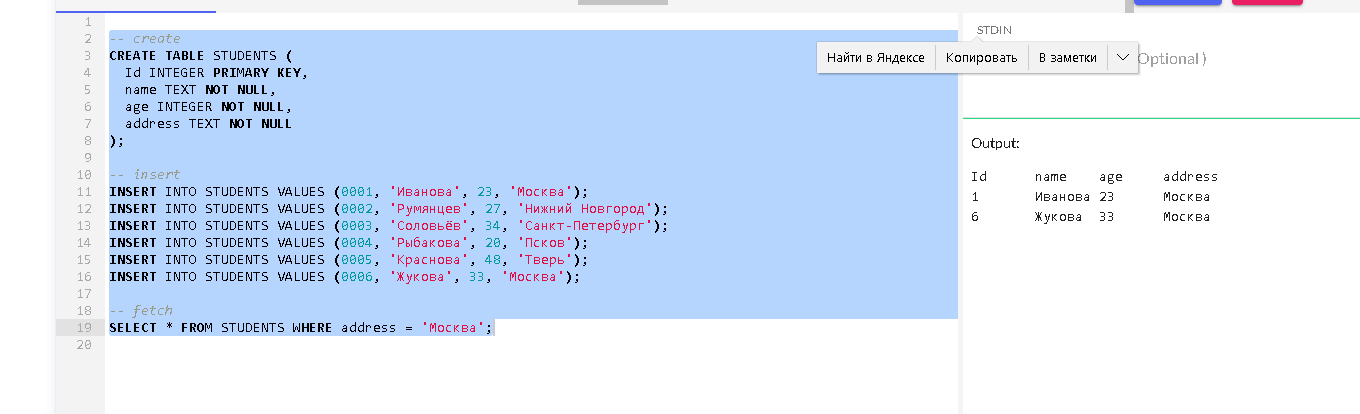 1
2 -- create
3 CREATE TABLE STUDENTS (
4 Id INTEGER PRIMARY KEY,
5 name TEXT NOT NULL,
6 age INTEGER NOT NULL,
7 address TEXT NOT NULL
8 );
9
10 -- insert
11 INSERT INTO STUDENTS VALUES (0001, 'Иванова', 23, 'Москва');
12 INSERT INTO STUDENTS VALUES (0002, 'Румянцев', 27, 'Нижний Новгород');
13 INSERT INTO STUDENTS VALUES (0003, 'Соловьёв', 34, 'Санкт-Петербург');
14 INSERT INTO STUDENTS VALUES (0004, 'Рыбакова', 20, 'Псков');
15 INSERT INTO STUDENTS VALUES (0005, 'Краснова', 48, 'Тверь');
16 INSERT INTO STUDENTS VALUES (0006, 'Жукова', 33, 'Москва');
17
18 -- fetch
19 SELECT * FROM STUDENTS WHERE address = 'Москва';
20
STDIN
Найти в Яндексе Копировать В заметки
Optional )
Output:
Id name age address
1 Иванова 23 Москва
6 Жукова 33 Москва